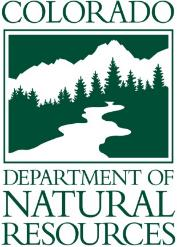 COLORADO
DEPARTMENT OF
NATURAL
RESOURCES